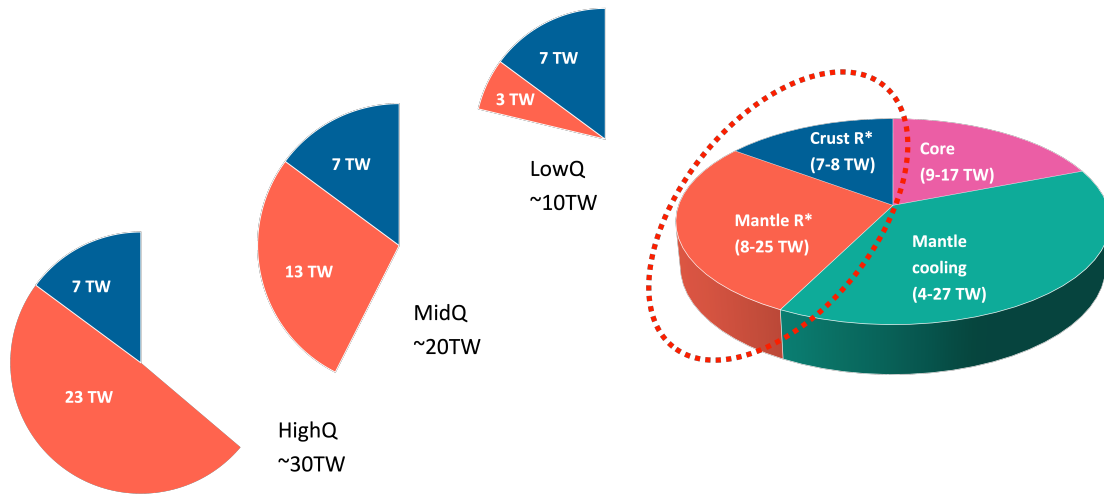 7 TW
3 TW
LowQ
~10TW
7 TW
13 TW
MidQ
~20TW
7 TW
23 TW
HighQ
~30TW
Crust R*
(7-8 TW)
Core
(9-17 TW)
Mantle R*
(8-25 TW)
Mantle
cooling
(4-27 TW)